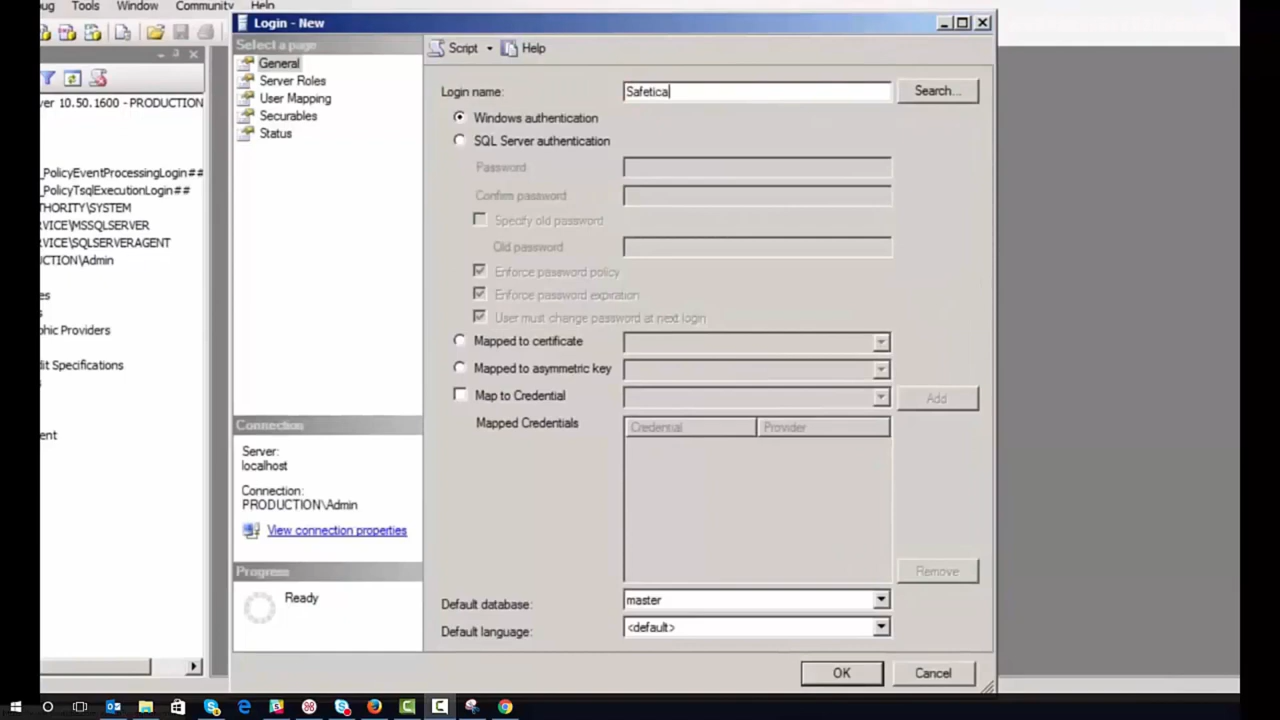 ug Tools Window Community Help
Login - New
Select a page
General
Server Roles
User Mapping
Securables
Status
Script Help
Login name: Safetica Search...
Windows authentication
SQL Server authentication
Password
Confirm password
Specify old password
Old password
Enforce password policy
Enforce password expiration
User must change password at next login
Mapped to certificate
Mapped to asymmetric key
Map to Credential Add
Mapped Credentials Credential Provider
Remove
Default database: master
Default language: <default>
OK Cancel
Connection
Server:
localhost
Connection:
PRODUCTION\Admin
View connection properties
Progress
Ready
ver 10.50.1600 - PRODUCTION
_PolicyEventProcessingLogin##
_PolicyTsqlExecutionLogin##
THORITY\SYSTEM
RVICE\MSSQLSERVER
RVICE\SQLSERVERAGENT
CTION\Admin
es
s
phic Providers
dit Specifications
s
ent